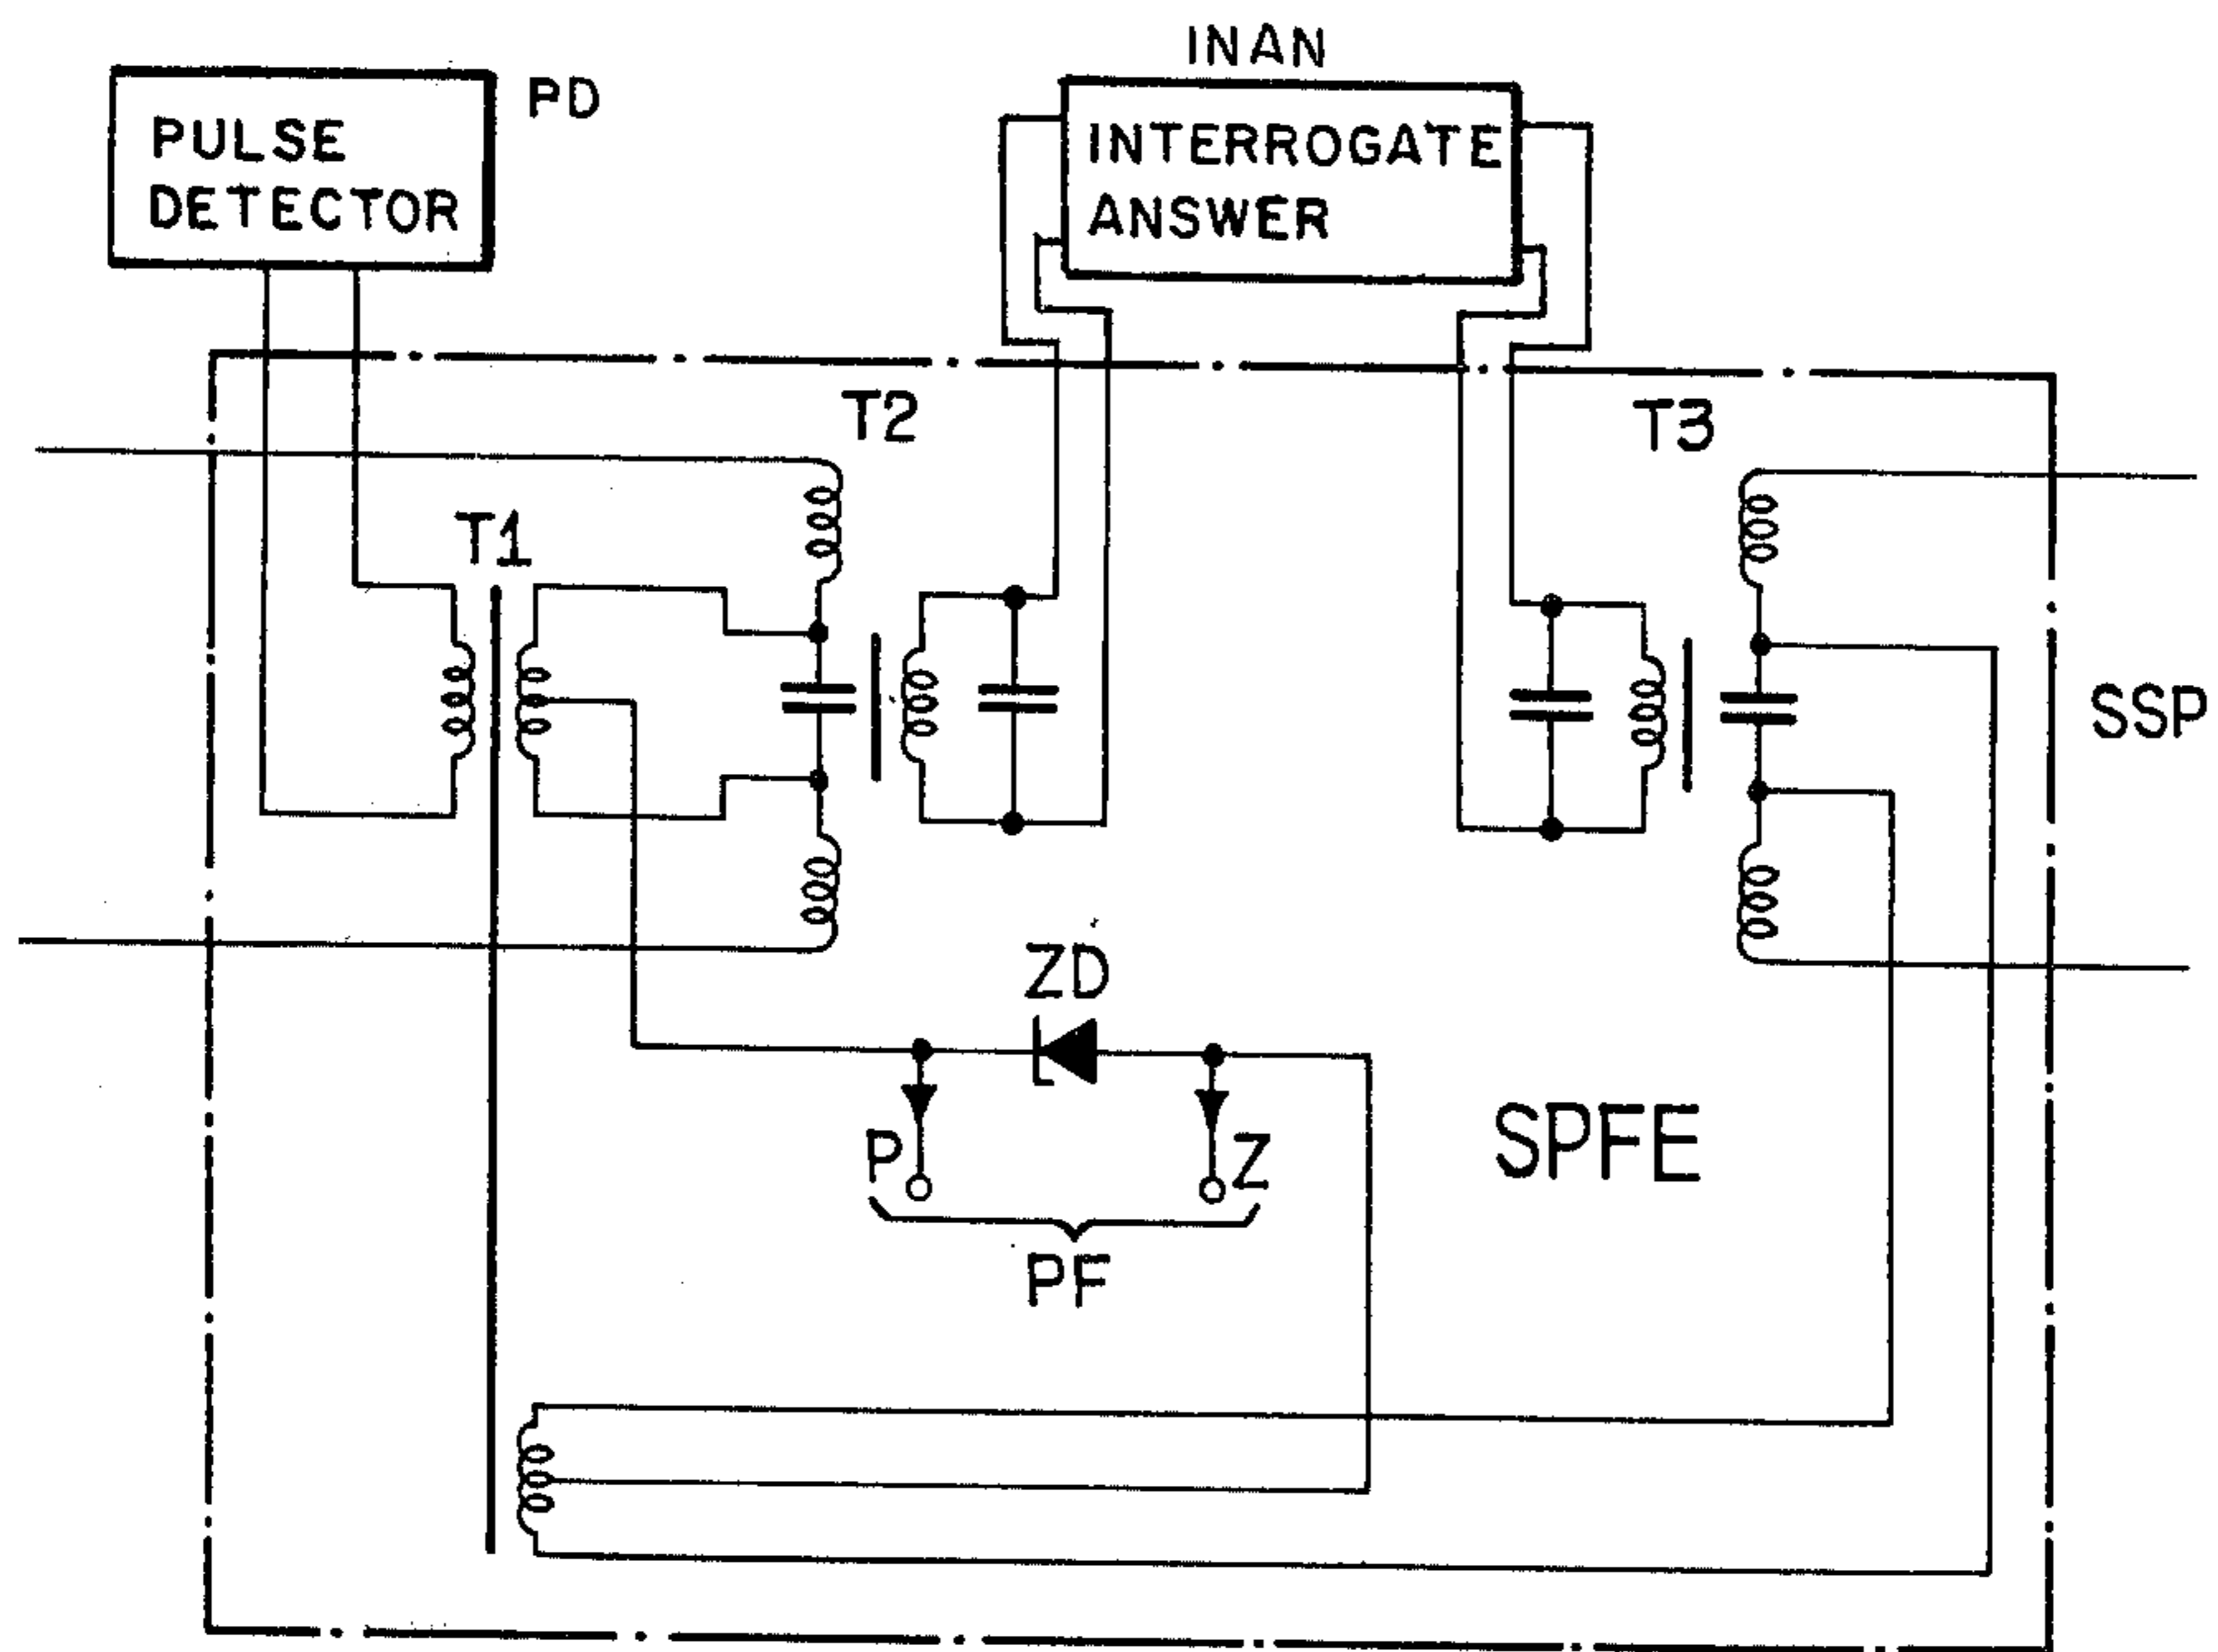 INAN
PD
PULSE
DETECTOR
INTERROGATE
ANSWER
T2
T3
T1
SSP
ZD
SPFE
P
Z
PF